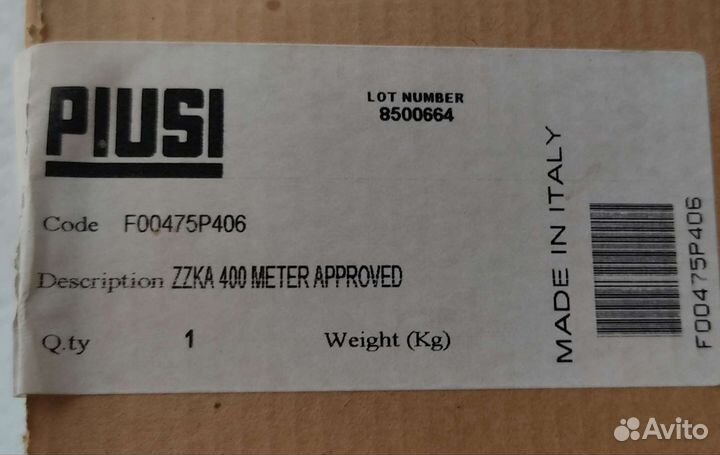 PIUSI
LOT NUMBER
8500664
Code F00475P406
Description ZZKA 400 METER APPROVED
Q.ty 1 Weight (Kg)
MADE IN ITALY
F00475P406
Avito